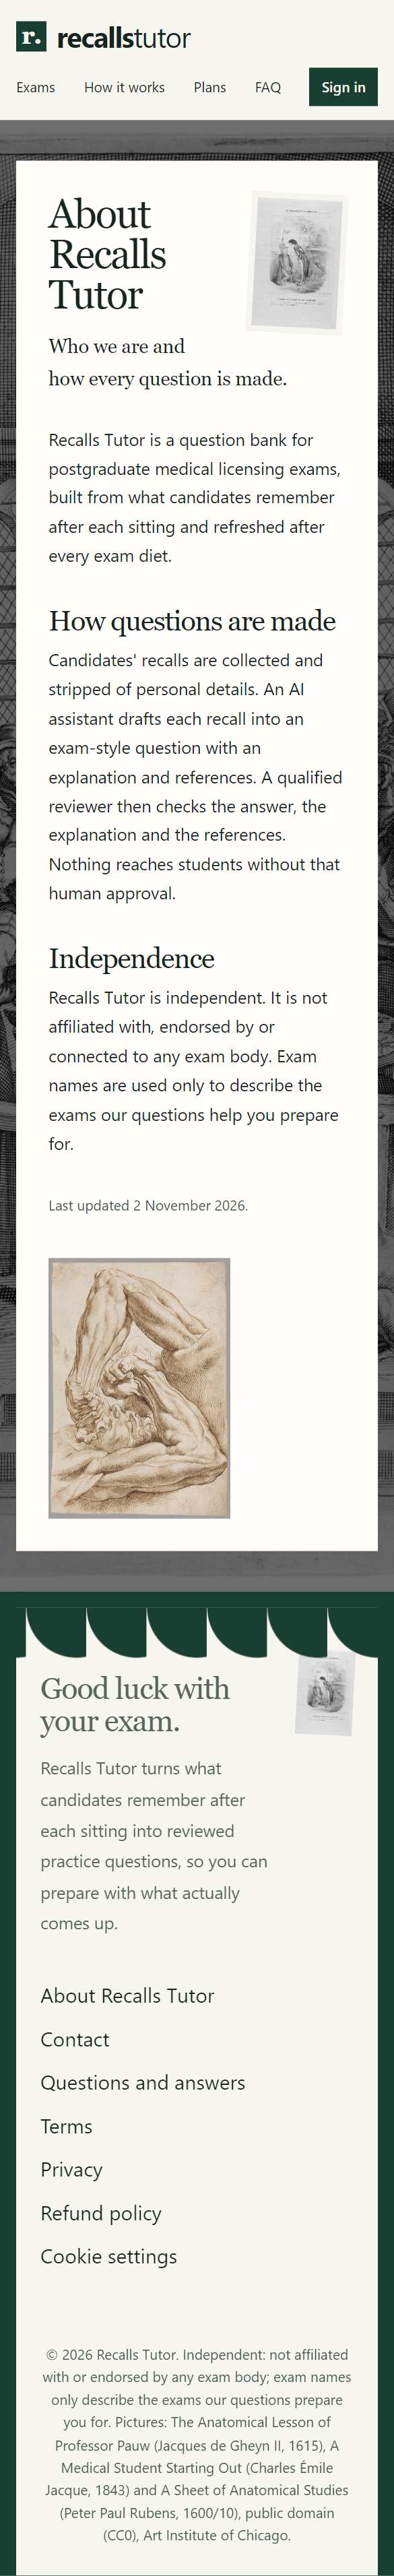 r. recallstutor
Exams How it works Plans FAQ Sign in
About
Recalls
Tutor
Who we are and
how every question is made.
Recalls Tutor is a question bank for
postgraduate medical licensing exams,
built from what candidates remember
after each sitting and refreshed after
every exam diet.
How questions are made
Candidates' recalls are collected and
stripped of personal details. An AI
assistant drafts each recall into an
exam-style question with an
explanation and references. A qualified
reviewer then checks the answer, the
explanation and the references.
Nothing reaches students without that
human approval.
Independence
Recalls Tutor is independent. It is not
affiliated with, endorsed by or
connected to any exam body. Exam
names are used only to describe the
exams our questions help you prepare
for.
Last updated 2 November 2026.
Good luck with
your exam.
Recalls Tutor turns what
candidates remember after
each sitting into reviewed
practice questions, so you can
prepare with what actually
comes up.
About Recalls Tutor
Contact
Questions and answers
Terms
Privacy
Refund policy
Cookie settings
© 2026 Recalls Tutor. Independent: not affiliated
with or endorsed by any exam body; exam names
only describe the exams our questions prepare
you for. Pictures: The Anatomical Lesson of
Professor Pauw (Jacques de Gheyn II, 1615), A
Medical Student Starting Out (Charles Émile
Jacque, 1843) and A Sheet of Anatomical Studies
(Peter Paul Rubens, 1600/10), public domain
(CC0), Art Institute of Chicago.